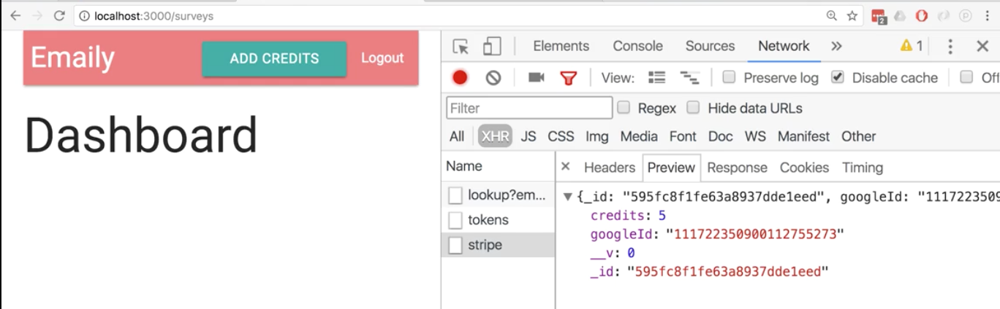 localhost:3000/surveys
2
Emaily ADD CREDITS Logout
Dashboard
Elements Console Sources Network » 1
View: Preserve log Disable cache Off
Filter Regex Hide data URLs
All XHR JS CSS Img Media Font Doc WS Manifest Other
Name
lookup?em...
tokens
stripe
× Headers Preview Response Cookies Timing
▼{_id: "595fc8f1fe63a8937dde1eed", googleId: "1117223509
credits: 5
googleId: "111722350900112755273"
__v: 0
_id: "595fc8f1fe63a8937dde1eed"